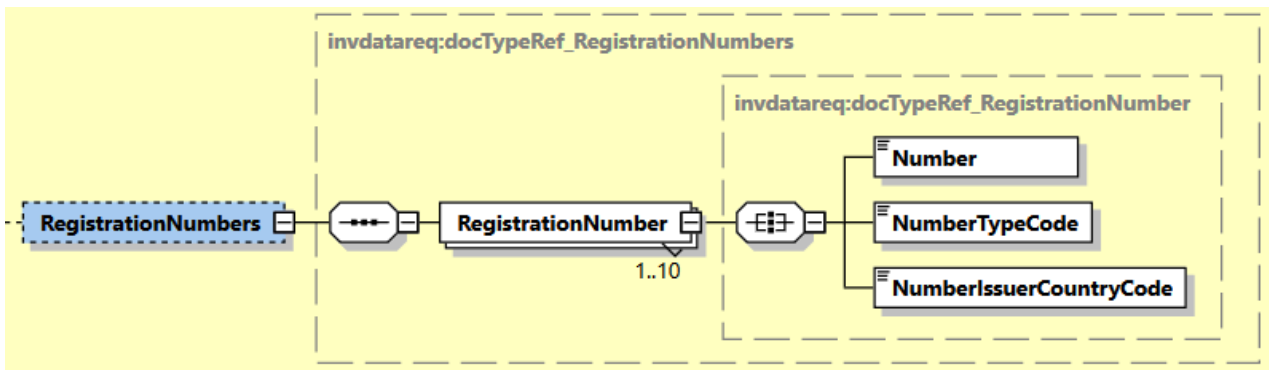 invdatareq:docTypeRef_RegistrationNumbers
invdatareq:docTypeRef_RegistrationNumber
Number
RegistrationNumbers
RegistrationNumber
NumberTypeCode
1..10
NumberIssuerCountryCode